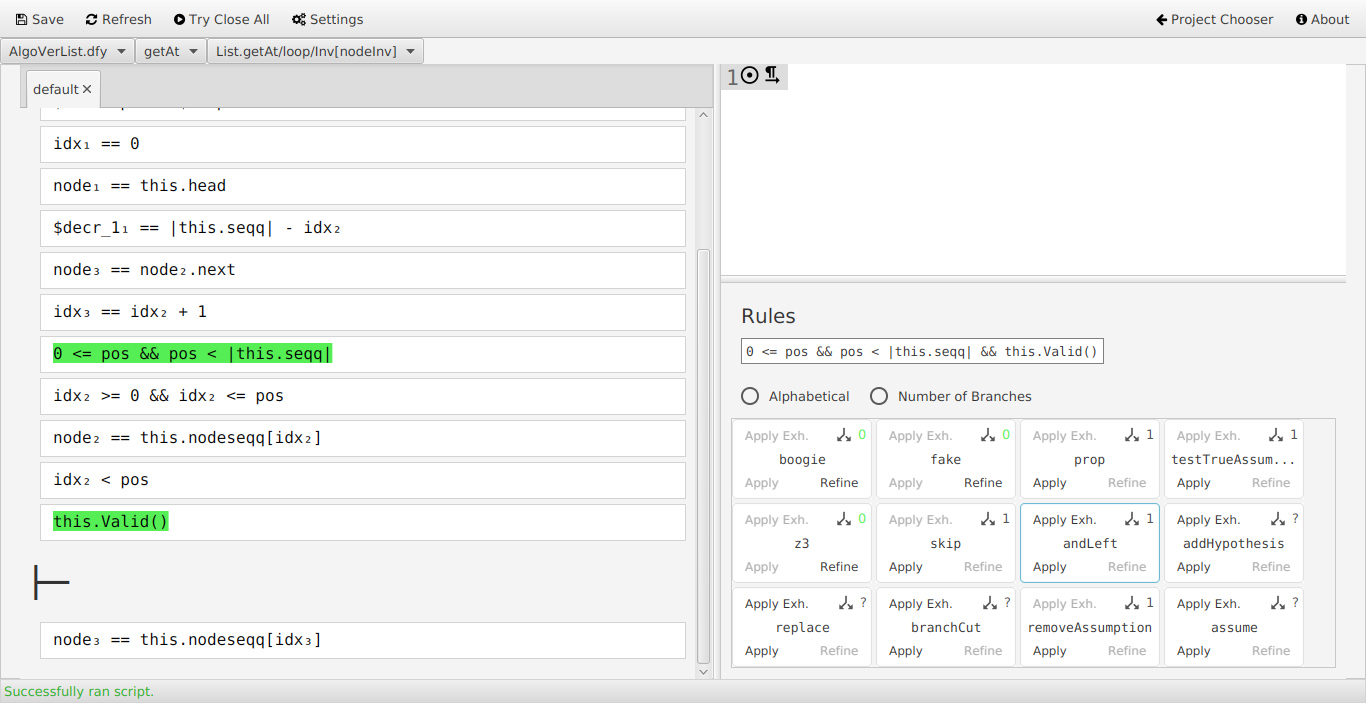 Save Refresh Try Close All Settings Project Chooser About
AlgoVerList.dfy getAt List.getAt/loop/Inv[nodeInv]
default
idx₁ == 0
node₁ == this.head
$decr_1₁ == |this.seqq| - idx₂
node₃ == node₂.next
idx₃ == idx₂ + 1
0 <= pos && pos < |this.seqq|
idx₂ >= 0 && idx₂ <= pos
node₂ == this.nodeseqq[idx₂]
idx₂ < pos
this.Valid()
node₃ == this.nodeseqq[idx₃]
1
Rules
0 <= pos && pos < |this.seqq| && this.Valid()
Alphabetical Number of Branches
Apply Exh. 0 Apply Exh. 0 Apply Exh. 1 Apply Exh. 1
boogie fake prop testTrueAssum...
Apply Refine Apply Refine Apply Refine Apply Refine
Apply Exh. 0 Apply Exh. 1 Apply Exh. 1 Apply Exh. ?
z3 skip andLeft addHypothesis
Apply Refine Apply Refine Apply Refine Apply Refine
Apply Exh. ? Apply Exh. ? Apply Exh. 1 Apply Exh. ?
replace branchCut removeAssumption assume
Apply Refine Apply Refine Apply Refine Apply Refine
Successfully ran script.